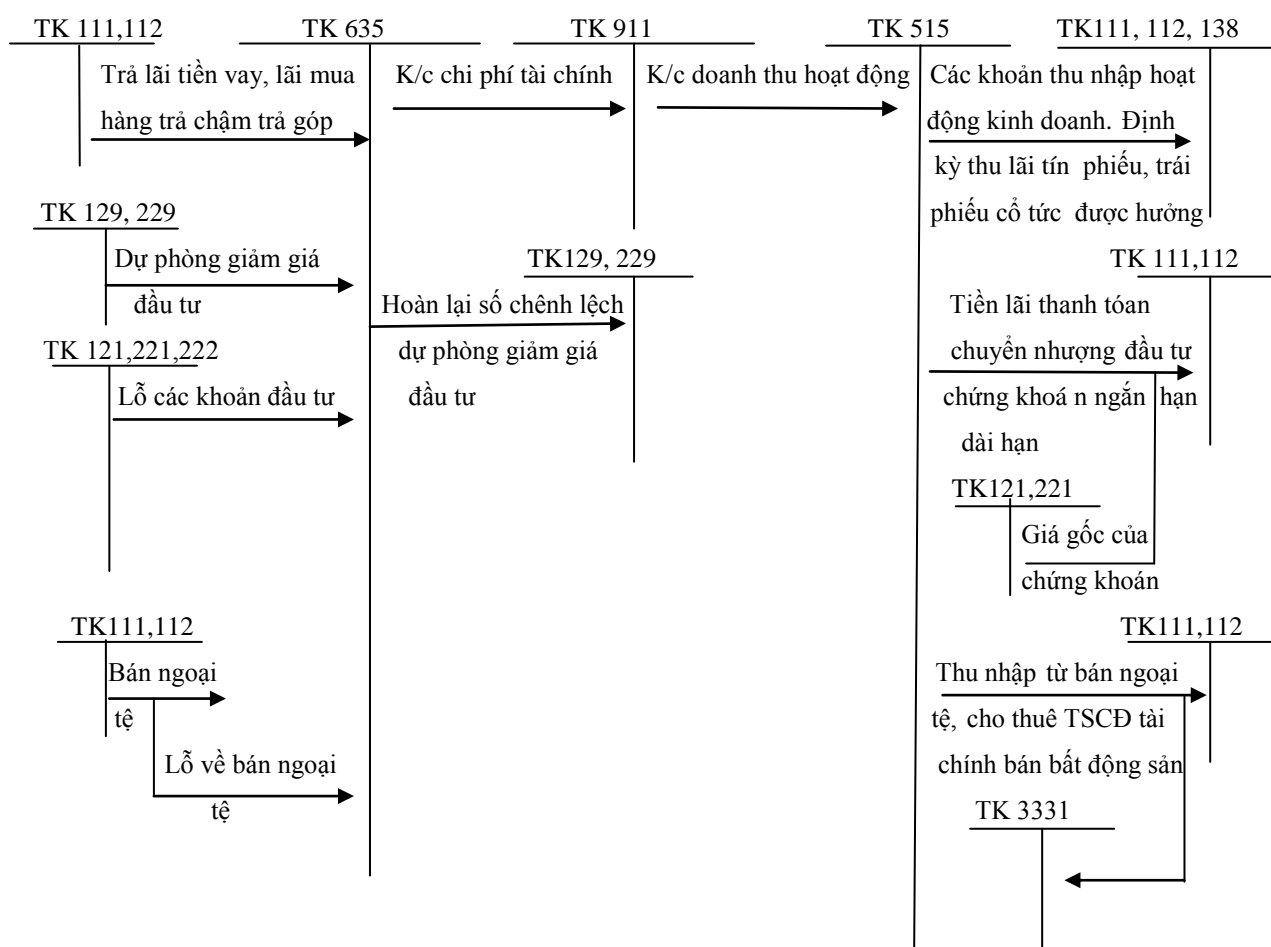 TK 111,112
TK 635
TK 911
TK 515
TK111, 112, 138
Trả lãi tiền vay, lãi mua
hàng trả chậm trả góp
K/c chi phí tài chính
K/c doanh thu hoạt động
Các khoản thu nhập hoạt
động kinh doanh. Định
kỳ thu lãi tín phiếu, trái
phiếu cổ tức được hưởng
TK 129, 229
Dự phòng giảm giá
đầu tư
TK129, 229
Hoàn lại số chênh lệch
dự phòng giảm giá
đầu tư
TK 111,112
Tiền lãi thanh tóan
chuyển nhượng đầu tư
chứng khoá n ngắn hạn
dài hạn
TK 121,221,222
Lỗ các khoản đầu tư
TK121,221
Giá gốc của
chứng khoán
TK111,112
Bán ngoại
tệ
Lỗ về bán ngoại
tệ
TK111,112
Thu nhập từ bán ngoại
tệ, cho thuê TSCĐ tài
chính bán bất động sản
TK 3331